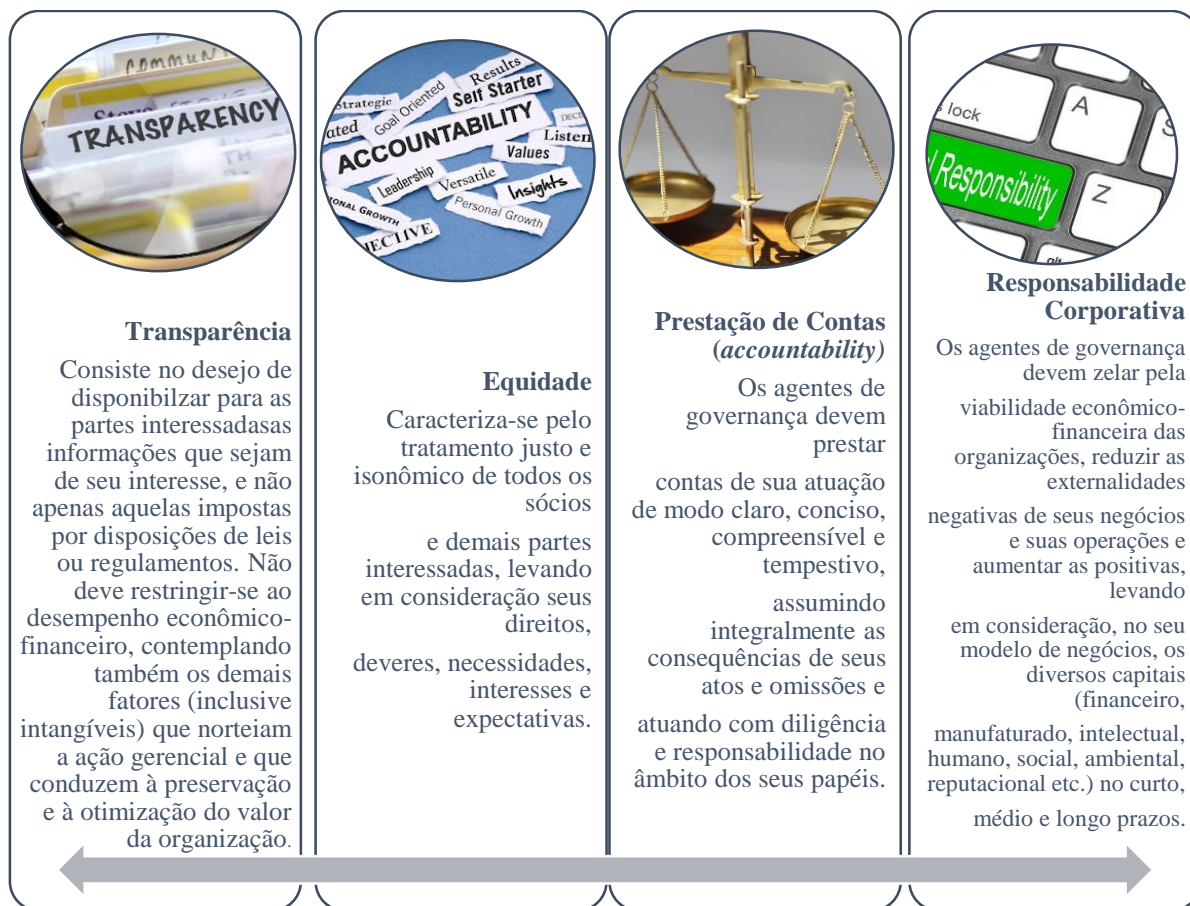 COMMUN
TRANSPARENCY
Transparência
Consiste no desejo de
disponibilzar para as
partes interessadasas
informações que sejam
de seu interesse, e não
apenas aquelas impostas
por disposições de leis
ou regulamentos. Não
deve restringir-se ao
desempenho econômico-
financeiro, contemplando
também os demais
fatores (inclusive
intangíveis) que norteiam
a ação gerencial e que
conduzem à preservação
e à otimização do valor
da organização.
Strategic
Goal Oriented
Results
Self Starter
ated
ACCOUNTABILITY
DECI
Listen
Values
Leadership
Versatile
Insights
ONAL GROWTH
Personal Growth
JECTIVE
Equidade
Caracteriza-se pelo
tratamento justo e
isonômico de todos os
sócios
e demais partes
interessadas, levando
em consideração seus
direitos,
deveres, necessidades,
interesses e
expectativas.
Prestação de Contas
(accountability)
Os agentes de
governança devem
prestar
contas de sua atuação
de modo claro, conciso,
compreensível e
tempestivo,
assumindo
integralmente as
consequências de seus
atos e omissões e
atuando com diligência
e responsabilidade no
âmbito dos seus papéis.
s lock
A
S
l Responsibility
Z
alt
Responsabilidade
Corporativa
Os agentes de governança
devem zelar pela
viabilidade econômico-
financeira das
organizações, reduzir as
externalidades
negativas de seus negócios
e suas operações e
aumentar as positivas,
levando
em consideração, no seu
modelo de negócios, os
diversos capitais
(financeiro,
manufaturado, intelectual,
humano, social, ambiental,
reputacional etc.) no curto,
médio e longo prazos.